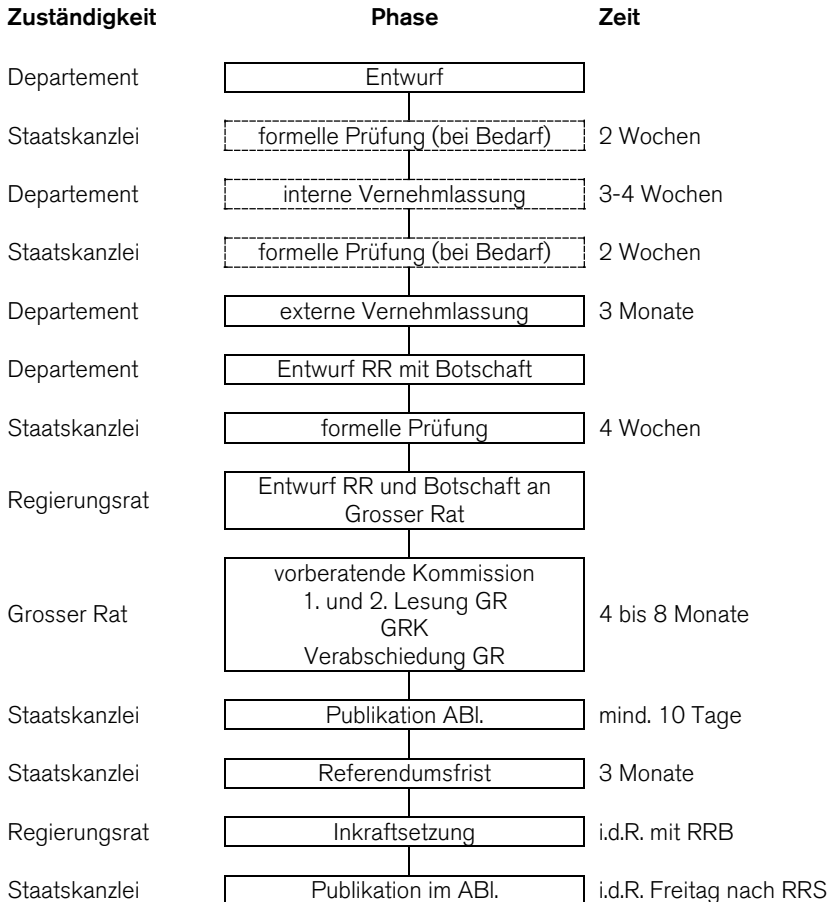 Zuständigkeit Phase Zeit
Departement Entwurf
Staatskanzlei formelle Prüfung (bei Bedarf) 2 Wochen
Departement interne Vernehmlassung 3-4 Wochen
Staatskanzlei formelle Prüfung (bei Bedarf) 2 Wochen
Departement externe Vernehmlassung 3 Monate
Departement Entwurf RR mit Botschaft
Staatskanzlei formelle Prüfung 4 Wochen
Regierungsrat
Entwurf RR und Botschaft an
Grosser Rat
Grosser Rat
vorberatende Kommission
1. und 2. Lesung GR
GRK
Verabschiedung GR
4 bis 8 Monate
Staatskanzlei Publikation ABl. mind. 10 Tage
Staatskanzlei Referendumsfrist 3 Monate
Regierungsrat Inkraftsetzung i.d.R. mit RRB
Staatskanzlei Publikation im ABl. i.d.R. Freitag nach RRS